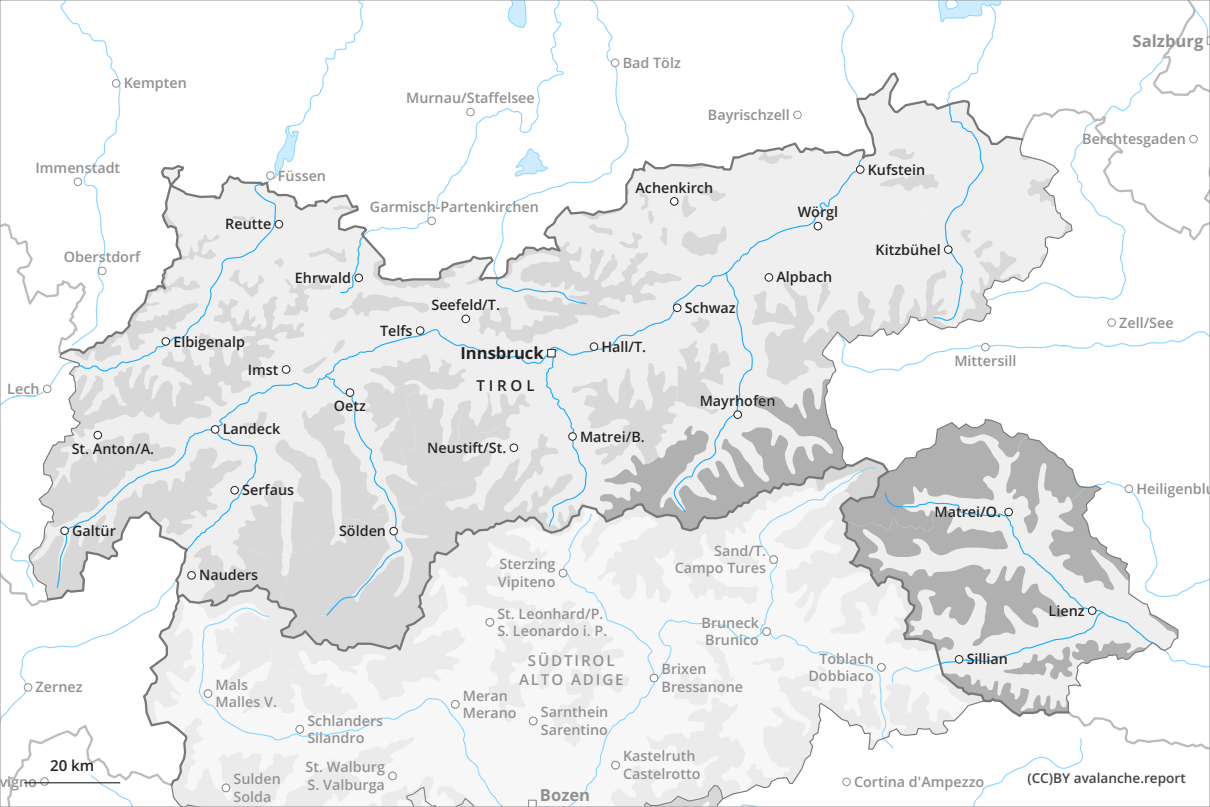 Salzburg
Bad Tölz
Kempten
Murnau/Staffelsee
Bayrischzell
Berchtesgaden
Immenstadt
Füssen
Kufstein
Achenkirch
Garmisch-Partenkirchen
Wörgl
Reutte
Kitzbühel
Oberstdorf
Ehrwald
Alpbach
Seefeld/T.
Schwaz
Telfs
Zell/See
Elbigenalp
Innsbruck
Hall/T.
Mittersill
Imst
TIROL
Lech
Oetz
Mayrhofen
Landeck
Matrei/B.
St. Anton/A.
Neustift/St.
Serfaus
Heiligenblu
Matrei/O.
Galtür
Sölden
Sand/T.
Campo Tures
Sterzing
Vipiteno
Nauders
Lienz
St. Leonhard/P.
S. Leonardo i. P.
Bruneck
Brunico
SÜDTIROL
ALTO ADIGE
Toblach
Dobbiaco
Sillian
Brixen
Bressanone
Zernez
Mals
Malles V.
Meran
Merano
Sarnthein
Sarentino
Schlanders
Silandro
Kastelruth
Castelrotto
St. Walburg
S. Valburga
20 km
vigno
Sulden
Solda
Cortina d'Ampezzo
(CC)BY avalanche.report
Bozen